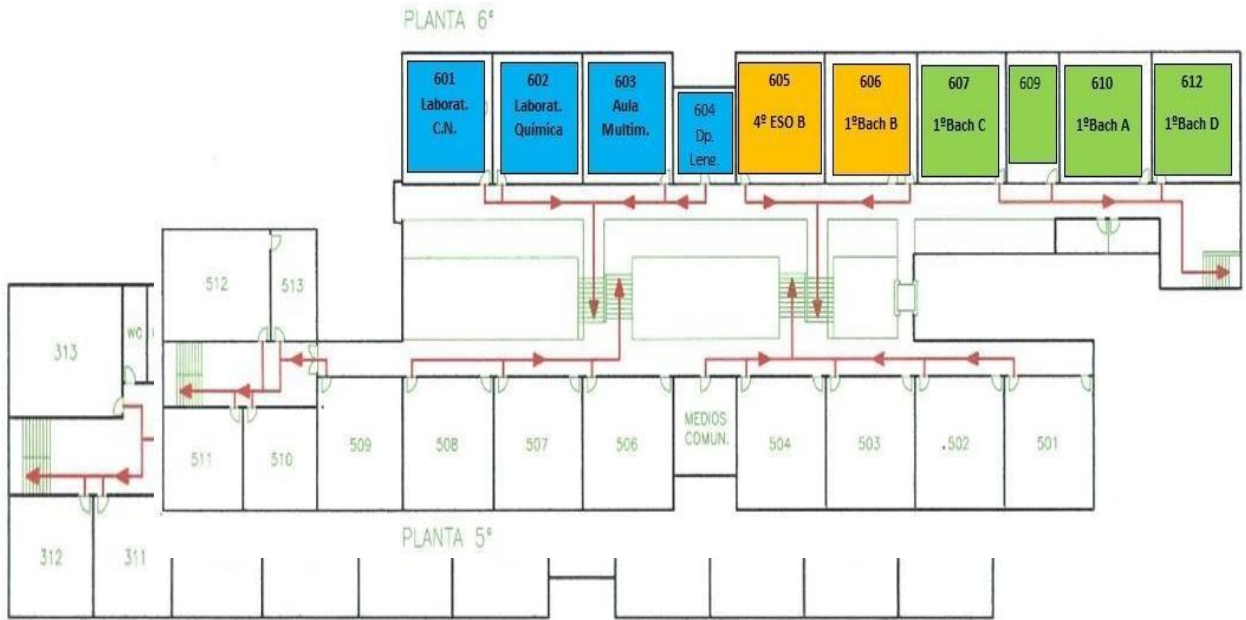 PLANTA 6ª
601
Laborat.
C.N.
602
Laborat.
Química
603
Aula
Multim.
604
Dp.
Leng.
605
4º ESO B
606
1ºBach B
607
1ºBach C
609
610
1ºBach A
612
1ºBach D
512
513
313
WC
511
510
509
508
507
506
MEDIOS
COMUN.
504
503
.502
501
PLANTA 5ª
312
311